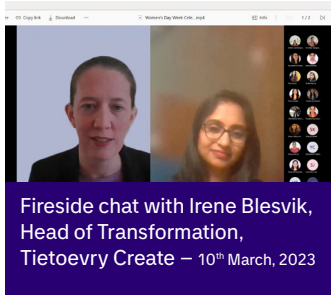 Copy link Download ··· Women's Day Week Cele... .mp4 Info 1 / 2
SK
Fireside chat with Irene Blesvik,
Head of Transformation,
Tietoevry Create – 10th March, 2023